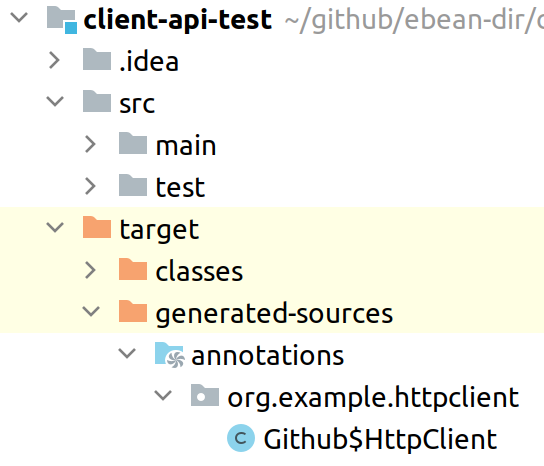 client-api-test ~/github/ebean-dir/
.idea
src
main
test
target
classes
generated-sources
annotations
org.example.httpclient
C Github$HttpClient